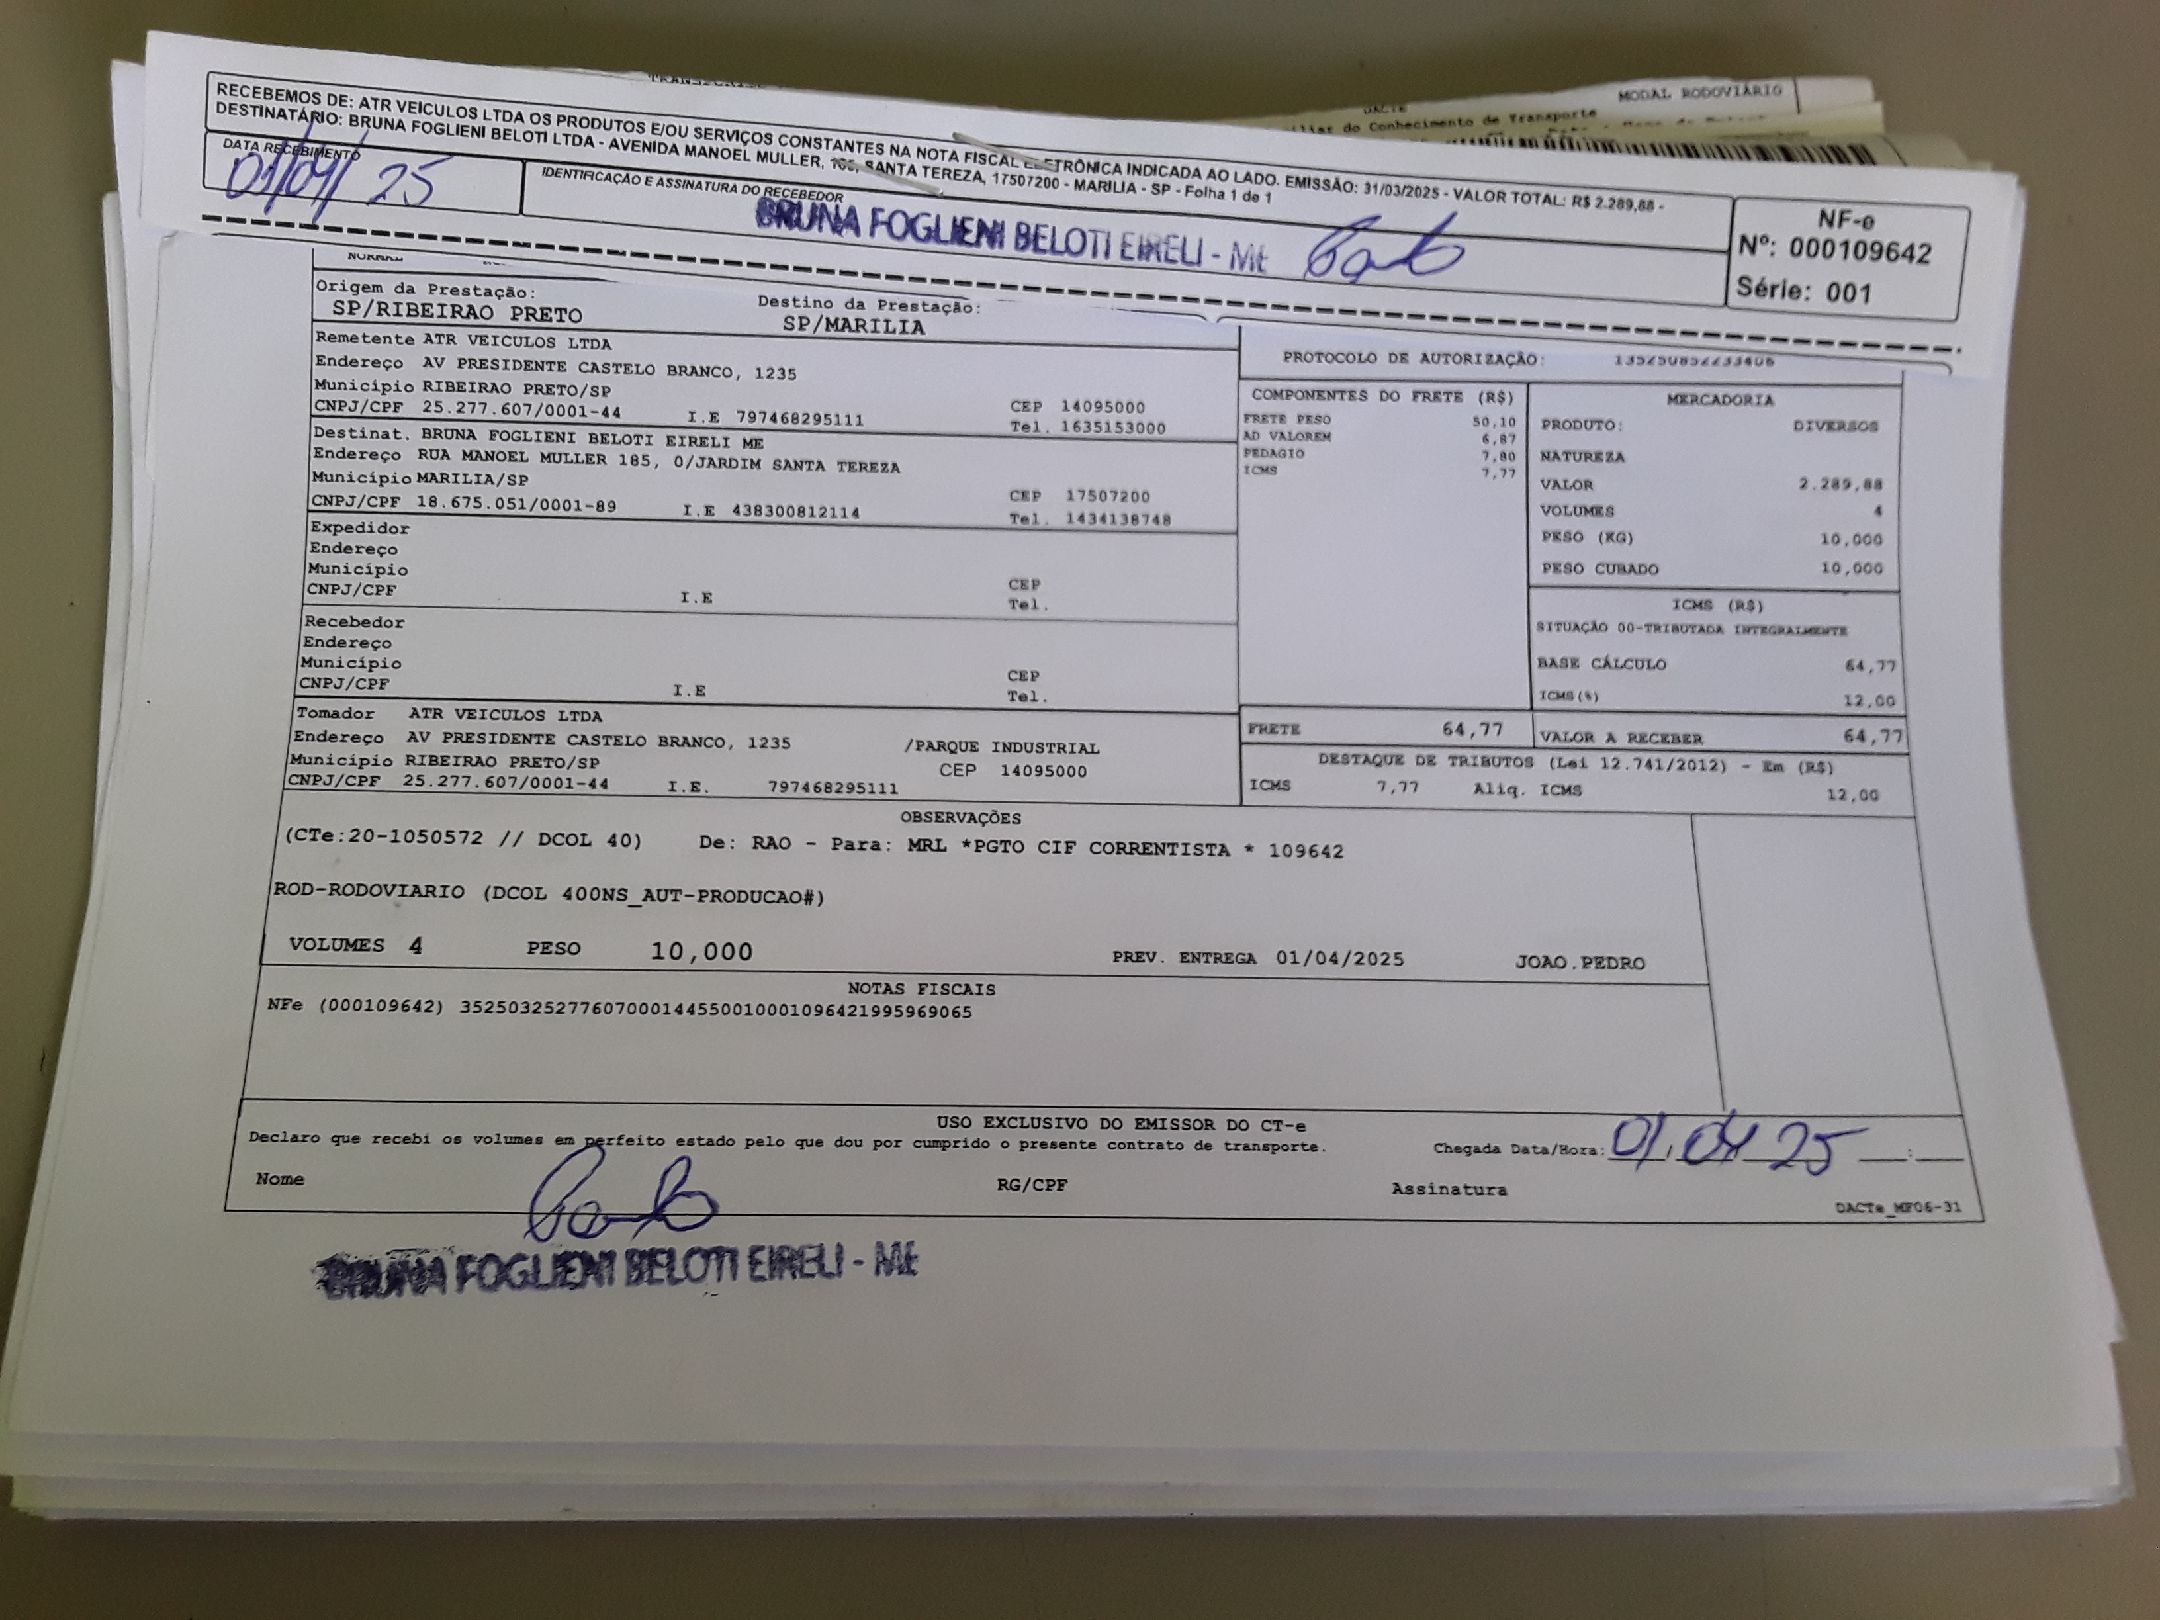 MODAL RODOVIÁRIO
do Conhecimento de Transporte
RECEBEMOS DE: ATR VEICULOS LTDA OS PRODUTOS E/OU SERVIÇOS CONSTANTES NA NOTA FISCAL ELETRÔNICA INDICADA AO LADO. EMISSÃO: 31/03/2025 - VALOR TOTAL: R$ 2.289,88 -
DESTINATÁRIO: BRUNA FOGLIENI BELOTI LTDA - AVENIDA MANOEL MULLER, SANTA TEREZA, 17507200 - MARILIA - SP - Folha 1 de 1
DATA RECEBIMENTO
01/04/25
IDENTIFICAÇÃO E ASSINATURA DO RECEBEDOR
BRUNA FOGLIENI BELOTI EIRELI - ME
NF-e
Nº: 000109642
Série: 001
Origem da Prestação:
SP/RIBEIRAO PRETO
Destino da Prestação:
SP/MARILIA
Remetente ATR VEICULOS LTDA
Endereço AV PRESIDENTE CASTELO BRANCO, 1235
Município RIBEIRAO PRETO/SP CEP 14095000
CNPJ/CPF 25.277.607/0001-44 I.E 797468295111 Tel. 1635153000
Destinat. BRUNA FOGLIENI BELOTI EIRELI ME
Endereço RUA MANOEL MULLER 185, 0/JARDIM SANTA TEREZA
Município MARILIA/SP CEP 17507200
CNPJ/CPF 18.675.051/0001-89 I.E 438300812114 Tel. 1434138748
Expedidor
Endereço
Município CEP
CNPJ/CPF I.E Tel.
Recebedor
Endereço
Município CEP
CNPJ/CPF I.E Tel.
Tomador ATR VEICULOS LTDA
Endereço AV PRESIDENTE CASTELO BRANCO, 1235 /PARQUE INDUSTRIAL
Município RIBEIRAO PRETO/SP CEP 14095000
CNPJ/CPF 25.277.607/0001-44 I.E. 797468295111
PROTOCOLO DE AUTORIZAÇÃO:
COMPONENTES DO FRETE (R$)
FRETE PESO 50,10
AD VALOREM 6,87
PEDAGIO 7,80
ICMS 7,77
MERCADORIA
PRODUTO: DIVERSOS
NATUREZA
VALOR 2.289,88
VOLUMES 4
PESO (KG) 10,000
PESO CUBADO 10,000
ICMS (R$)
SITUAÇÃO 00-TRIBUTADA INTEGRALMENTE
BASE CÁLCULO 64,77
ICMS(%) 12,00
FRETE 64,77
VALOR A RECEBER 64,77
DESTAQUE DE TRIBUTOS (Lei 12.741/2012) - Em (R$)
ICMS 7,77 Aliq. ICMS 12,00
OBSERVAÇÕES
(CTe:20-1050572 // DCOL 40) De: RAO - Para: MRL *PGTO CIF CORRENTISTA * 109642
ROD-RODOVIARIO (DCOL 400NS_AUT-PRODUCAO#)
VOLUMES 4 PESO 10,000 PREV. ENTREGA 01/04/2025 JOAO.PEDRO
NOTAS FISCAIS
NFe (000109642) 35250325277607000144550010001096421995969065
USO EXCLUSIVO DO EMISSOR DO CT-e
Declaro que recebi os volumes em perfeito estado pelo que dou por cumprido o presente contrato de transporte.
Chegada Data/Hora: 01/04 25
Nome RG/CPF Assinatura
DACTe_MF06-31
BRUNA FOGLIENI BELOTI EIRELI - ME